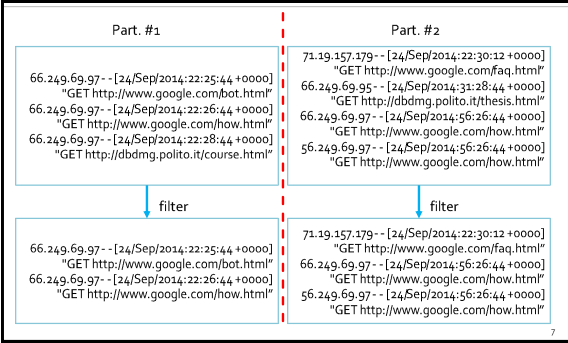 Part. #1
66.249.69.97 - - [24/Sep/2014:22:25:44 +0000]
"GET http://www.google.com/bot.html"
66.249.69.97 - - [24/Sep/2014:22:26:44 +0000]
"GET http://www.google.com/how.html"
66.249.69.97 - - [24/Sep/2014:22:28:44 +0000]
"GET http://dbdmg.polito.it/course.html"
filter
66.249.69.97 - - [24/Sep/2014:22:25:44 +0000]
"GET http://www.google.com/bot.html"
66.249.69.97 - - [24/Sep/2014:22:26:44 +0000]
"GET http://www.google.com/how.html"
Part. #2
71.19.157.179 - - [24/Sep/2014:22:30:12 +0000]
"GET http://www.google.com/faq.html"
66.249.69.95 - - [24/Sep/2014:31:28:44 +0000]
"GET http://dbdmg.polito.it/thesis.html"
66.249.69.97 - - [24/Sep/2014:56:26:44 +0000]
"GET http://www.google.com/how.html"
56.249.69.97 - - [24/Sep/2014:56:26:44 +0000]
"GET http://www.google.com/how.html"
filter
71.19.157.179 - - [24/Sep/2014:22:30:12 +0000]
"GET http://www.google.com/faq.html"
66.249.69.97 - - [24/Sep/2014:56:26:44 +0000]
"GET http://www.google.com/how.html"
56.249.69.97 - - [24/Sep/2014:56:26:44 +0000]
"GET http://www.google.com/how.html"
7